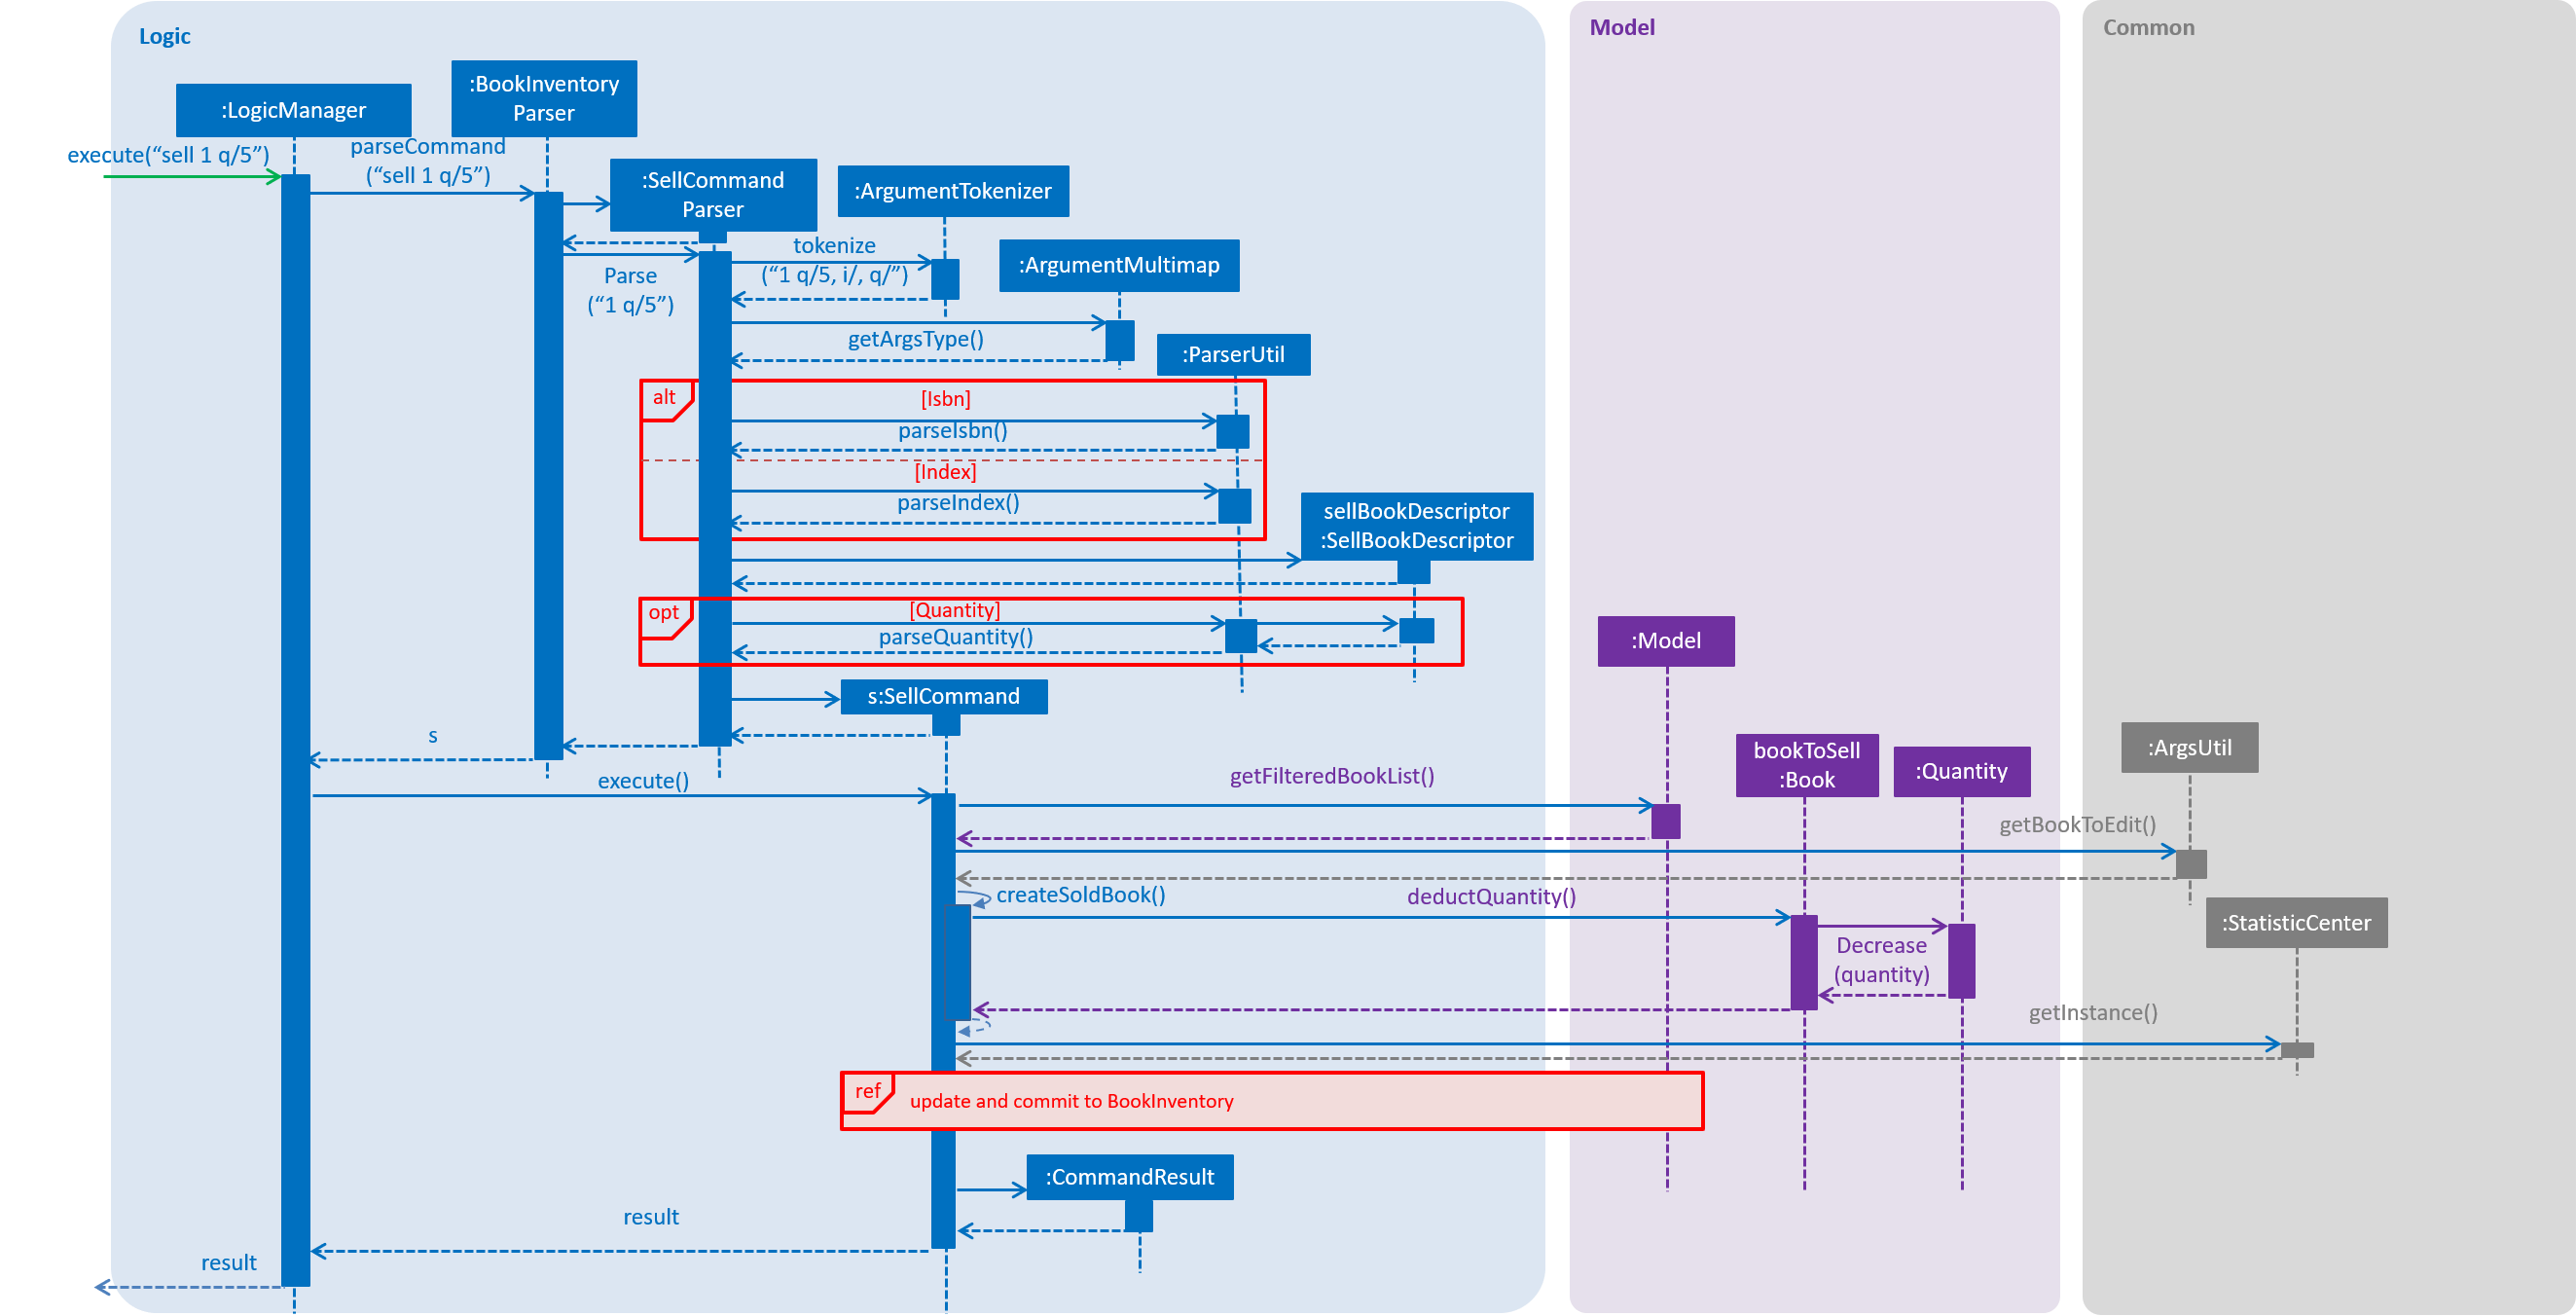 Logic
Model
Common
:LogicManager
:BookInventory
Parser
execute(“sell 1 q/5”)
parseCommand
(“sell 1 q/5”)
:SellCommand
Parser
:ArgumentTokenizer
tokenize
(“1 q/5, i/, q/”)
:ArgumentMultimap
Parse
(“1 q/5”)
getArgsType()
:ParserUtil
alt
[Isbn]
parseIsbn()
[Index]
parseIndex()
sellBookDescriptor
:SellBookDescriptor
opt
[Quantity]
parseQuantity()
:Model
s:SellCommand
s
bookToSell
:Book
:Quantity
:ArgsUtil
execute()
getFilteredBookList()
getBookToEdit()
createSoldBook()
deductQuantity()
:StatisticCenter
Decrease
(quantity)
getInstance()
ref
update and commit to BookInventory
:CommandResult
result
result